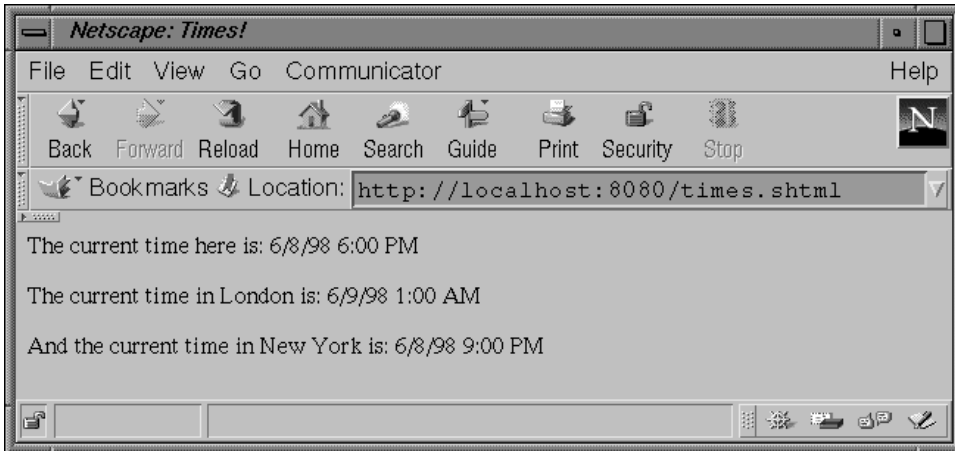 Netscape: Times!
File Edit View Go Communicator Help
Back Forward Reload Home Search Guide Print Security Stop
N
Bookmarks Location: http://localhost:8080/times.shtml
The current time here is: 6/8/98 6:00 PM
The current time in London is: 6/9/98 1:00 AM
And the current time in New York is: 6/8/98 9:00 PM